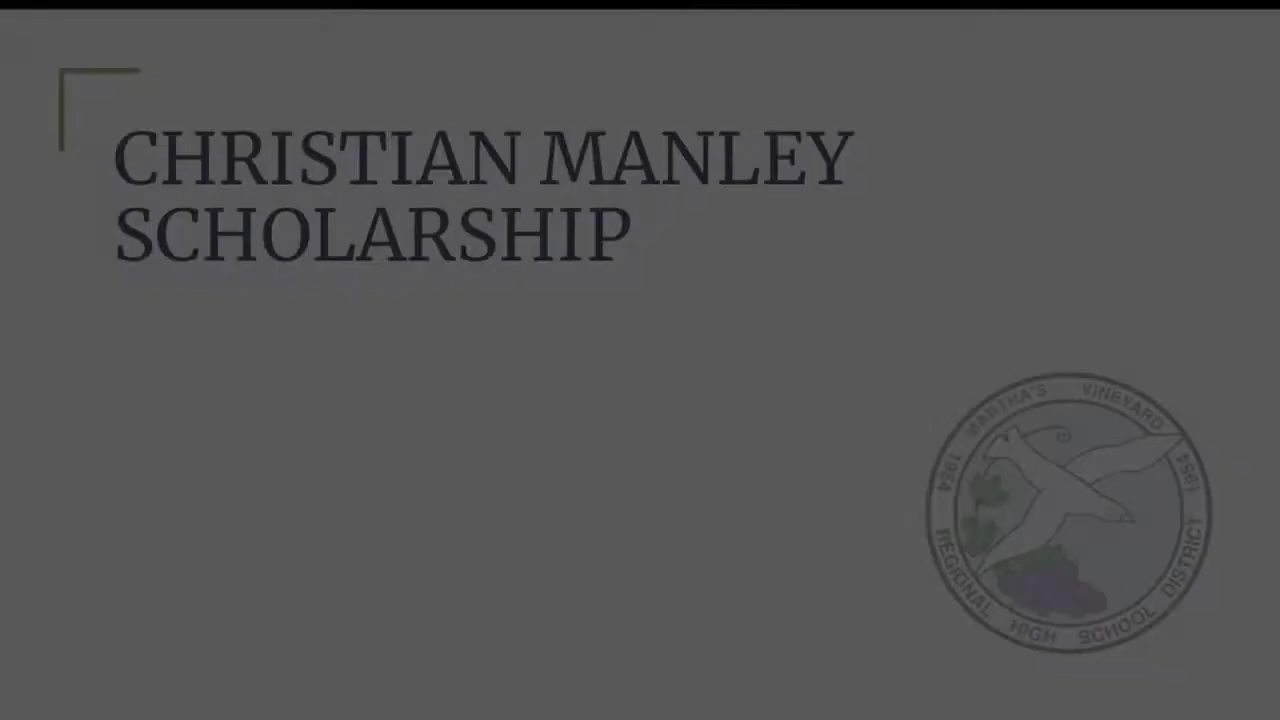 CHRISTIAN MANLEY
SCHOLARSHIP
MARTHA'S VINEYARD
1954
1954
REGIONAL HIGH SCHOOL DISTRICT